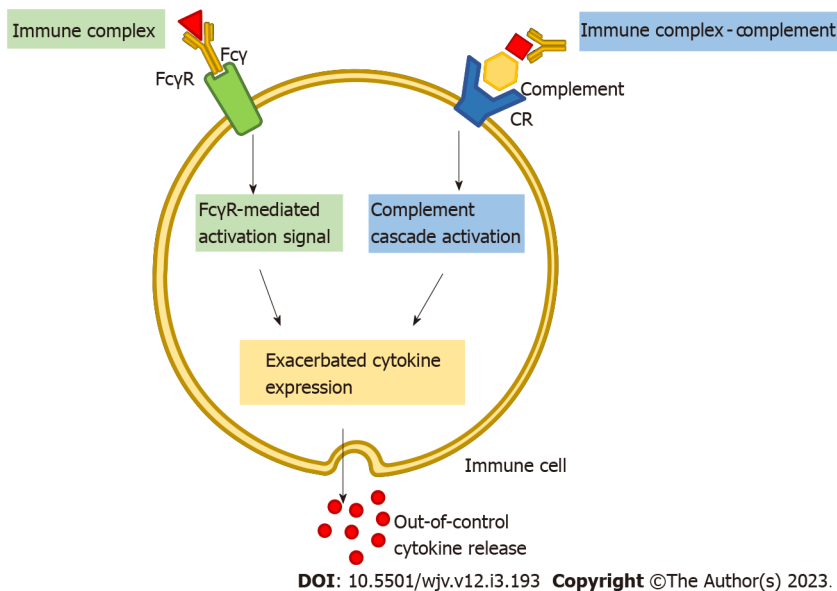 Immune complex
Immune complex-complement
Fcγ
FcγR
Complement
CR
FcγR-mediated
activation signal
Complement
cascade activation
Exacerbated cytokine
expression
Immune cell
Out-of-control
cytokine release
DOI: 10.5501/wjv.v12.i3.193 Copyright ©The Author(s) 2023.